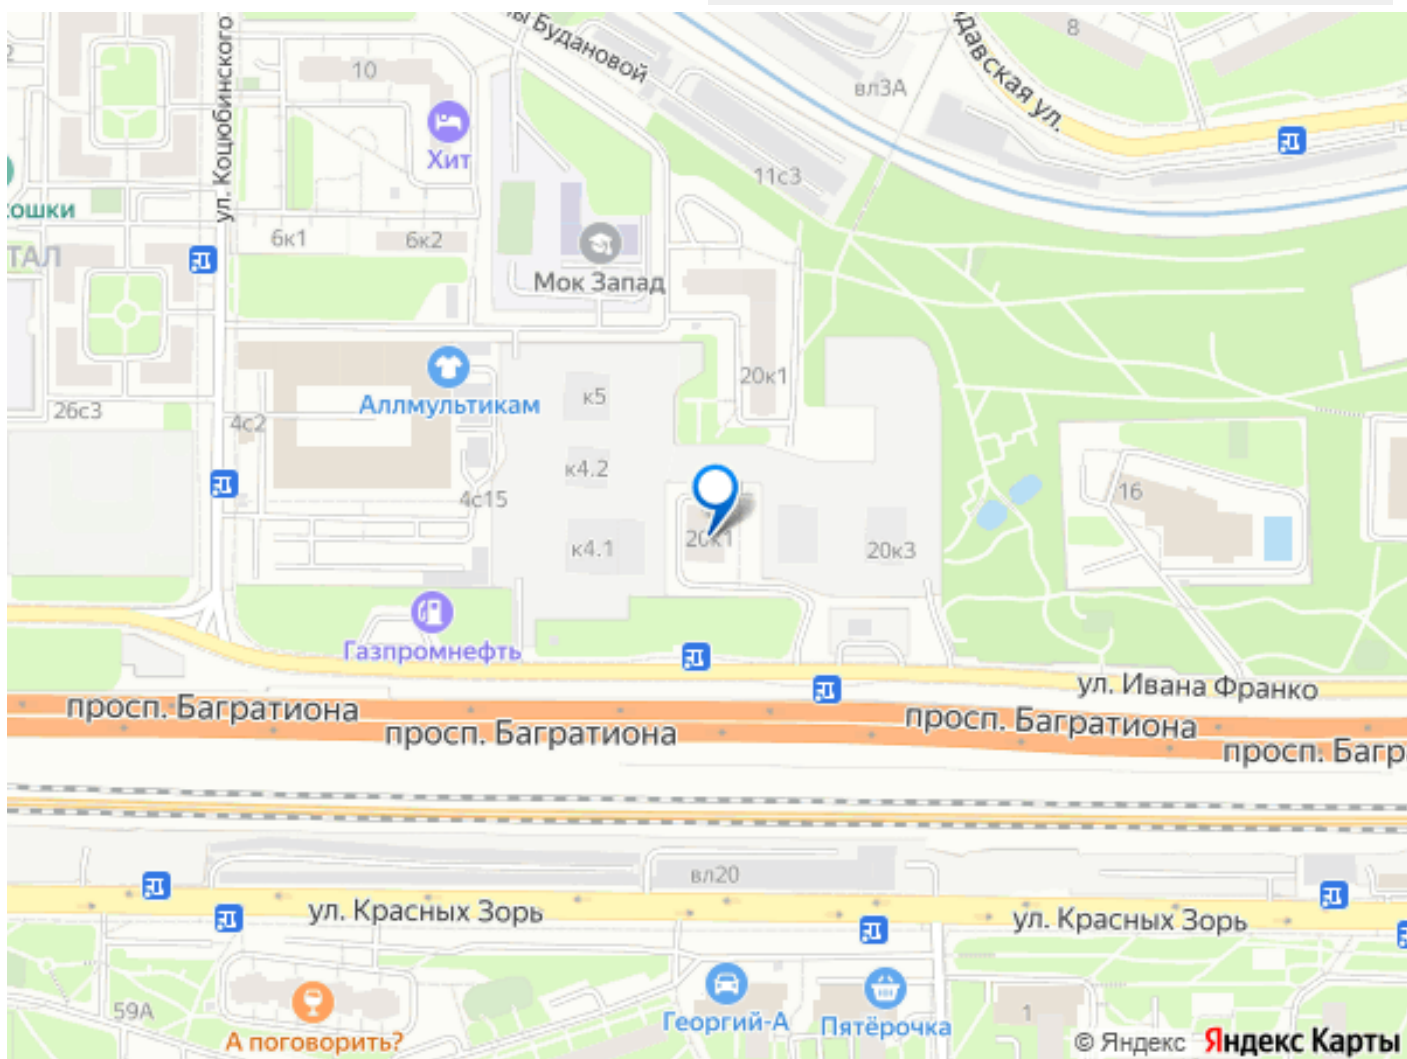 8
ны Будановой
давская ул.
10
вл3А
ул. Коцюбинского
Хит
11с3
ошки
6к1
6к2
ТАЛ
Мок Запад
20к1
к5
Аллмультикам
26с3
4с2
к4.2
4с15
16
20к1
к4.1
20к3
Газпромнефть
ул. Ивана Франко
просп. Багратиона
просп. Багратиона
просп. Багратиона
просп. Багр
вл20
ул. Красных Зорь
ул. Красных Зорь
59А
Георгий-А
Пятёрочка
1
А поговорить?
© Яндекс Яндекс Карты